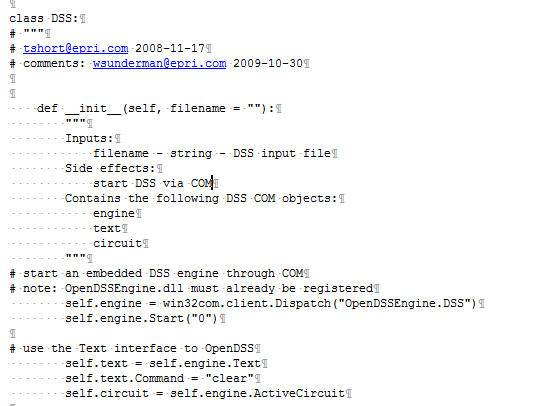 class DSS:
# """
# tshort@epri.com 2008-11-17
# comments: wsunderman@epri.com 2009-10-30
    def __init__(self, filename = ""):
        """
        Inputs:
            filename - string - DSS input file
        Side effects:
            start DSS via COM
        Contains the following DSS COM objects:
            engine
            text
            circuit
        """
# start an embedded DSS engine through COM
# note: OpenDSSEngine.dll must already be registered
        self.engine = win32com.client.Dispatch("OpenDSSEngine.DSS")
        self.engine.Start("0")
# use the Text interface to OpenDSS
        self.text = self.engine.Text
        self.text.Command = "clear"
        self.circuit = self.engine.ActiveCircuit